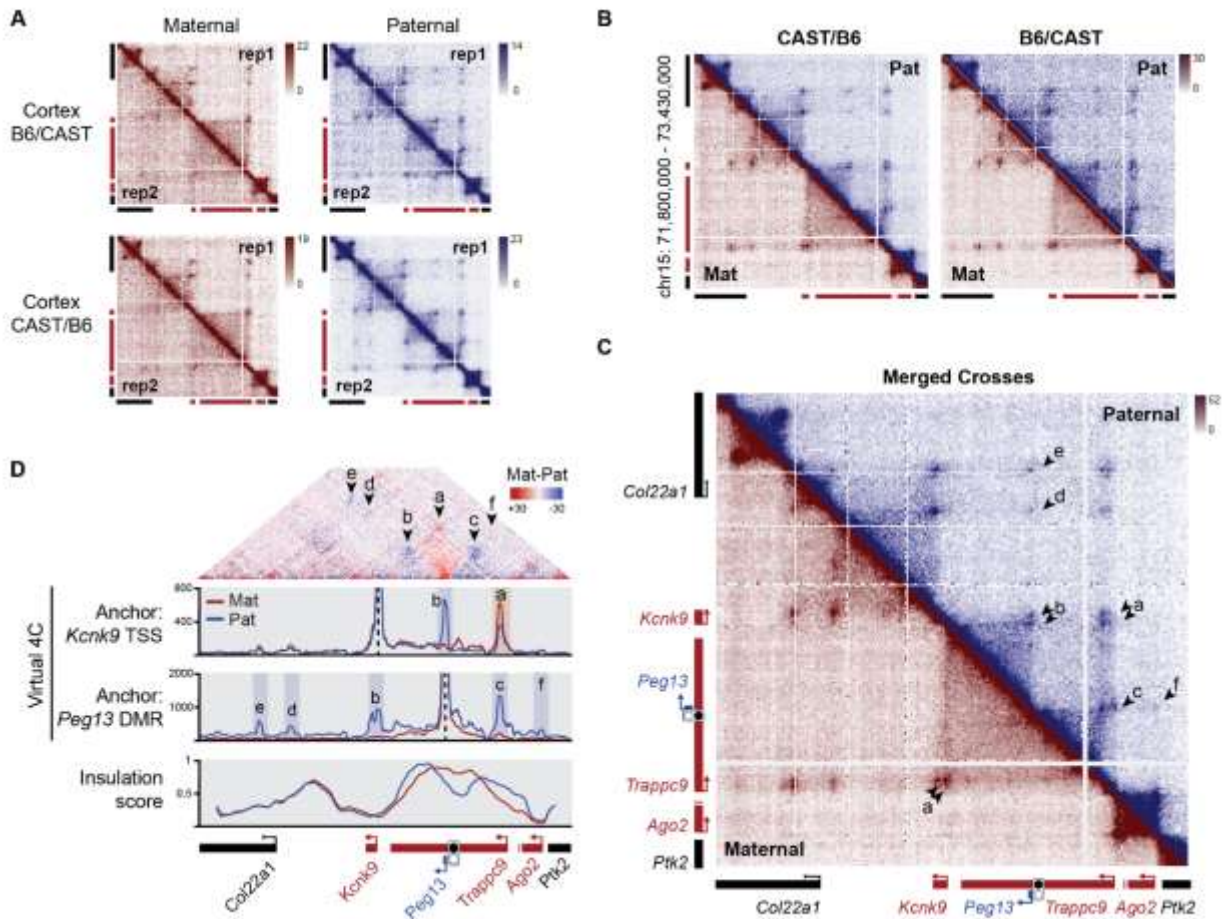 A
Maternal
Paternal
Cortex
B6/CAST
rep1
rep2
22
0
rep1
14
0
Cortex
CAST/B6
rep1
rep2
19
0
rep1
rep2
23
0
B
CAST/B6
B6/CAST
chr15: 71,800,000 - 73,430,000
Pat
Mat
Pat
Mat
30
0
C
Merged Crosses
Paternal
Maternal
0
Col22a1
Kcnk9
Peg13
Trappc9
Ago2
Ptk2
e
d
b
a
c
f
a
Col22a1
Kcnk9
Peg13
Trappc9
Ago2
Ptk2
D
Mat-Pat
+30
-30
e
d
b
a
c
f
Virtual 4C
Anchor:
Kcnk9 TSS
800
400
Mat
Pat
b
a
Anchor:
Peg13 DMR
2000
1000
e
d
b
c
f
Insulation
score
1
0.5
Col22a1
Kcnk9
Peg13
Trappc9
Ago2
Ptk2